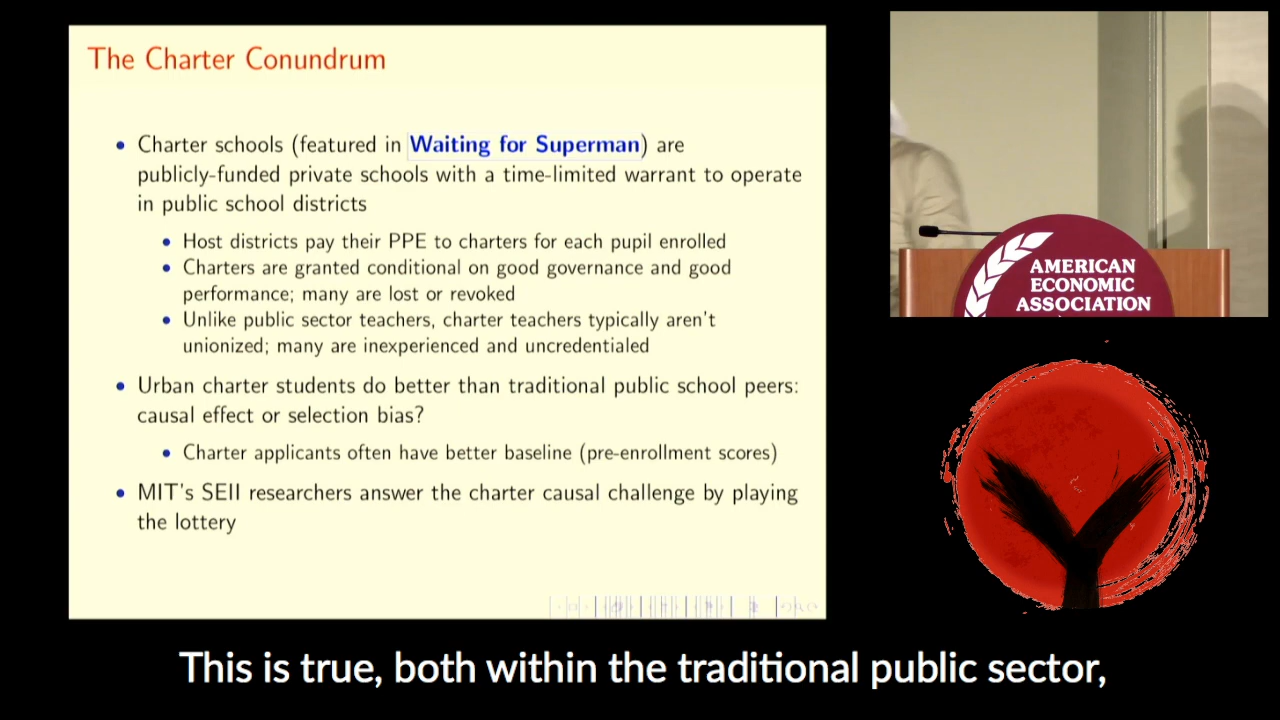 The Charter Conundrum
• Charter schools (featured in Waiting for Superman) are
publicly-funded private schools with a time-limited warrant to operate
in public school districts
• Host districts pay their PPE to charters for each pupil enrolled
• Charters are granted conditional on good governance and good
performance; many are lost or revoked
• Unlike public sector teachers, charter teachers typically aren't
unionized; many are inexperienced and uncredentialed
• Urban charter students do better than traditional public school peers:
causal effect or selection bias?
• Charter applicants often have better baseline (pre-enrollment scores)
• MIT's SEII researchers answer the charter causal challenge by playing
the lottery
AMERICAN
ECONOMIC
ASSOCIATION
This is true, both within the traditional public sector,